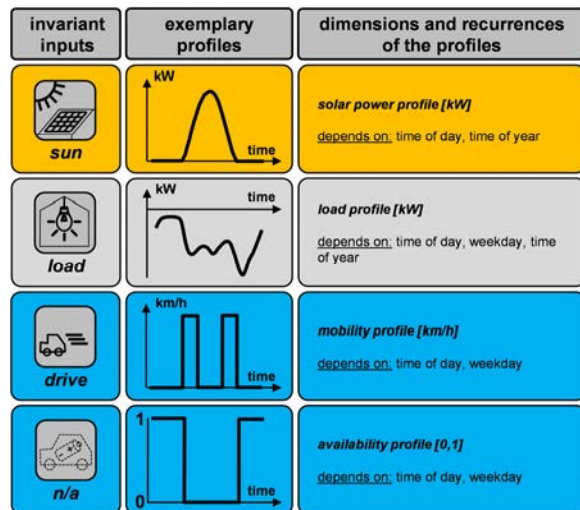 invariant
inputs
exemplary
profiles
dimensions and recurrences
of the profiles
sun
kW
time
solar power profile [kW]
depends on: time of day, time of year
load
kW
time
load profile [kW]
depends on: time of day, weekday, time
of year
drive
km/h
time
mobility profile [km/h]
depends on: time of day, weekday
n/a
1
0
time
availability profile [0,1]
depends on: time of day, weekday